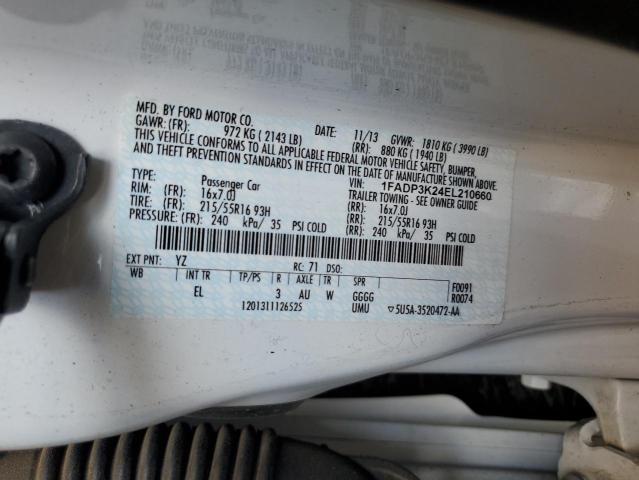 MFD. BY FORD MOTOR CO.
DATE: 11/13 GVWR: 1810 KG ( 3990 LB)
GAWR: (FR): 972 KG ( 2143 LB) (RR): 880 KG ( 1940 LB)
THIS VEHICLE CONFORMS TO ALL APPLICABLE FEDERAL MOTOR VEHICLE SAFETY, BUMPER,
AND THEFT PREVENTION STANDARDS IN EFFECT ON THE DATE OF MANUFACTURE SHOWN ABOVE.
VIN: 1FADP3K24EL210660
TYPE: Passenger Car TRAILER TOWING - SEE OWNER GUIDE
RIM: (FR): 16x7.0J (RR): 16x7.0J
TIRE: (FR): 215/55R16 93H (RR): 215/55R16 93H
PRESSURE: (FR): 240 kPa/ 35 PSI COLD (RR): 240 kPa/ 35 PSI COLD
EXT PNT: YZ RC: 71 DSO: F0091
WB INT TR TP/PS R AXLE TR SPR R0074
EL 3 AU W GGGG
1201311126525 UMU ▽5U5A-3520472-AA